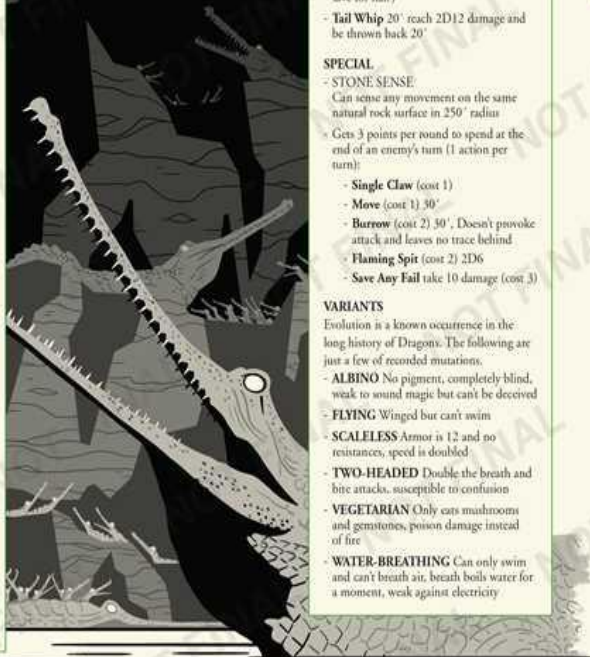 - Tail Whip 20´ reach 2D12 damage and
be thrown back 20´
SPECIAL
- STONE SENSE
Can sense any movement on the same
natural rock surface in 250´ radius
- Gets 3 points per round to spend at the
end of an enemy's turn (1 action per
turn):
- Single Claw (cost 1)
- Move (cost 1) 30´
- Burrow (cost 2) 30´, Doesn't provoke
attack and leaves no trace behind
- Flaming Spit (cost 2) 2D6
- Save Any Fail take 10 damage (cost 3)
VARIANTS
Evolution is a known occurrence in the
long history of Dragons. The following are
just a few of recorded mutations.
- ALBINO No pigment, completely blind,
weak to sound magic but can't be deceived
- FLYING Winged but can't swim
- SCALELESS Armor is 12 and no
resistances, speed is doubled
- TWO-HEADED Double the breath and
bite attacks, susceptible to confusion
- VEGETARIAN Only eats mushrooms
and gemstones, poison damage instead
of fire
- WATER-BREATHING Can only swim
and can't breath air, breath boils water for
a moment, weak against electricity
NOT FINAL
NOT FINAL
NOT FINAL